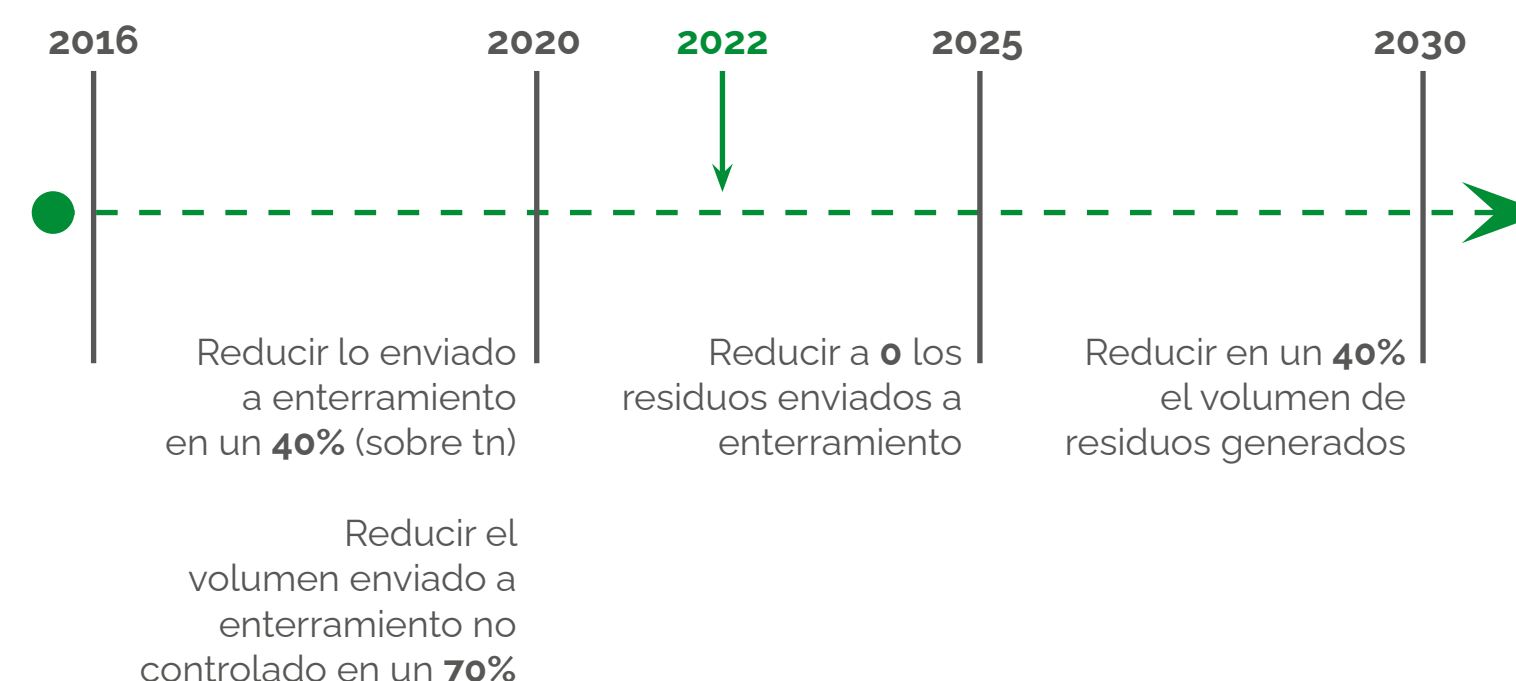 2016
2020
2022
2025
2030
Reducir lo enviado
a enterramiento
en un 40% (sobre tn)
Reducir el
volumen enviado a
enterramiento no
controlado en un 70%
Reducir a 0 los
residuos enviados a
enterramiento
Reducir en un 40%
el volumen de
residuos generados